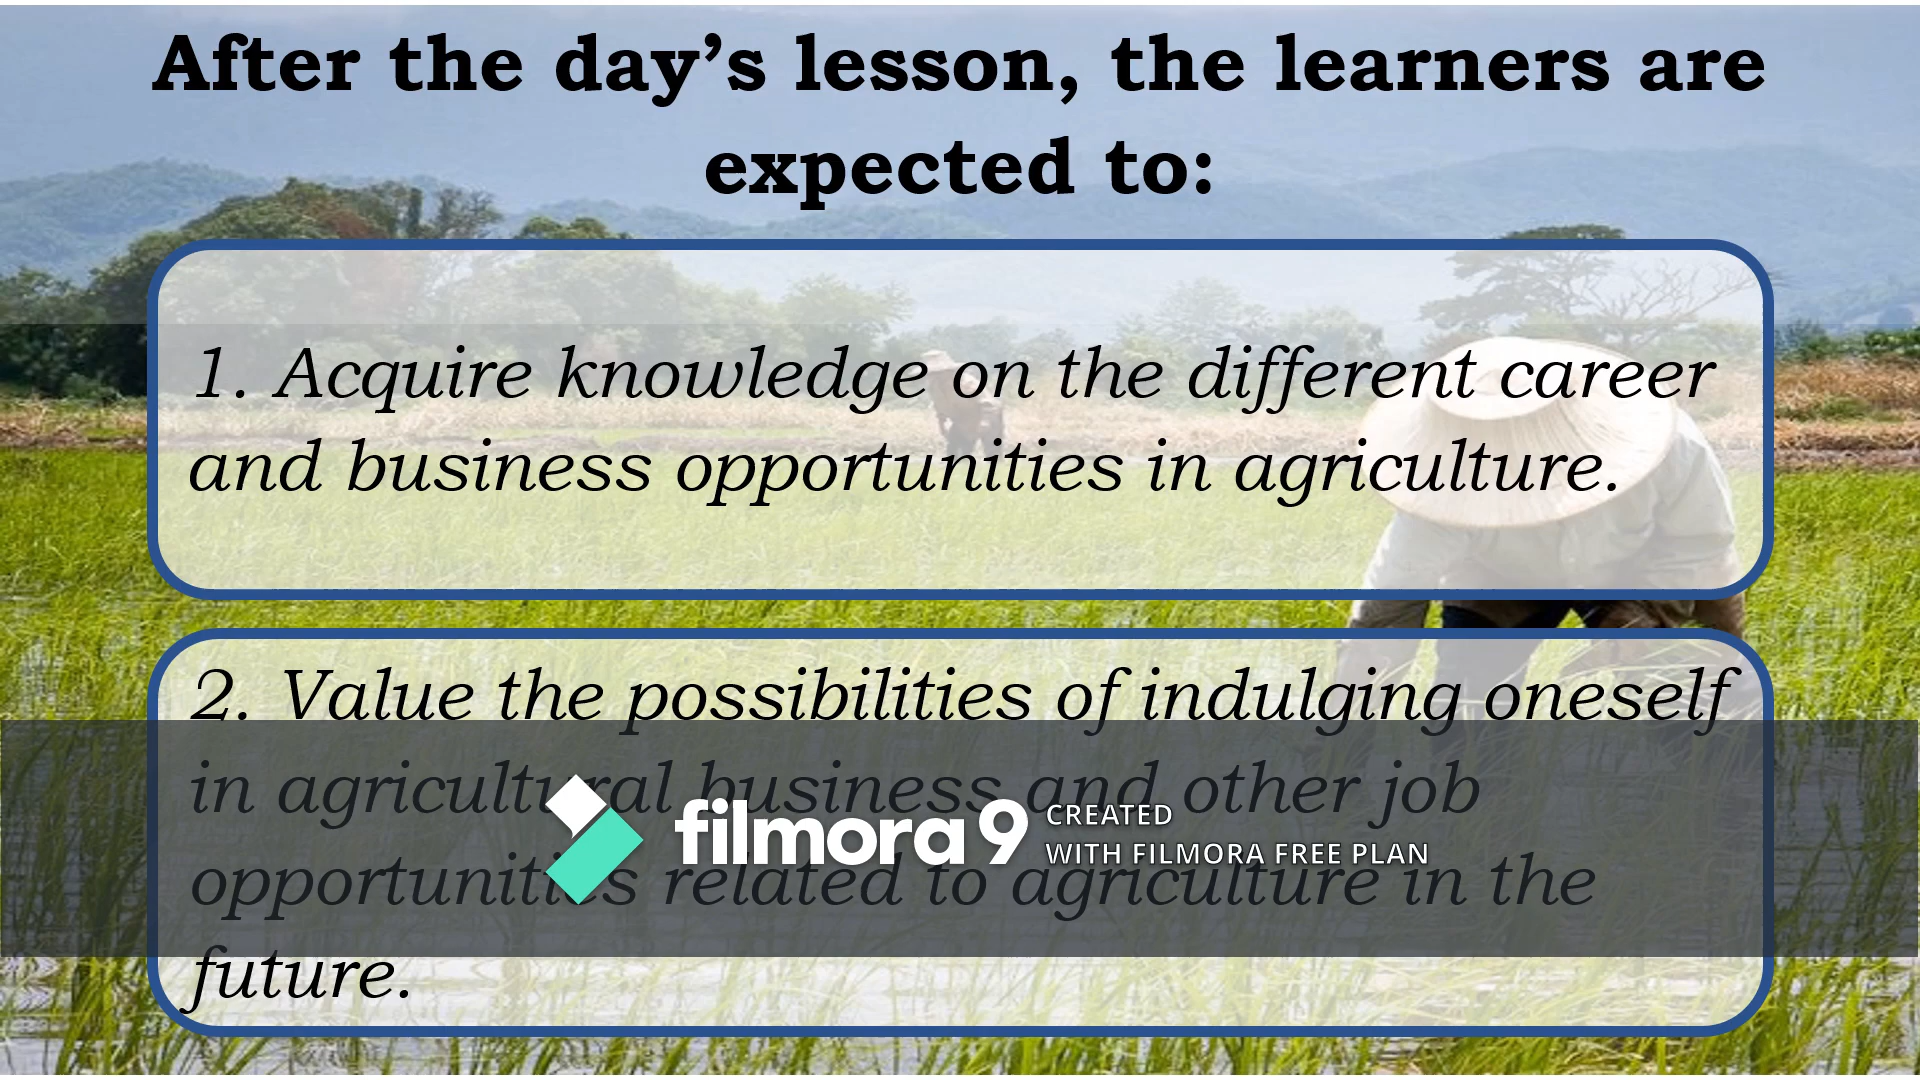 After the day’s lesson, the learners are
expected to:
1. Acquire knowledge on the different career
and business opportunities in agriculture.
2. Value the possibilities of indulging oneself
in agricultural business and other job
opportunities related to agriculture in the
future.
filmora9
CREATED
WITH FILMORA FREE PLAN